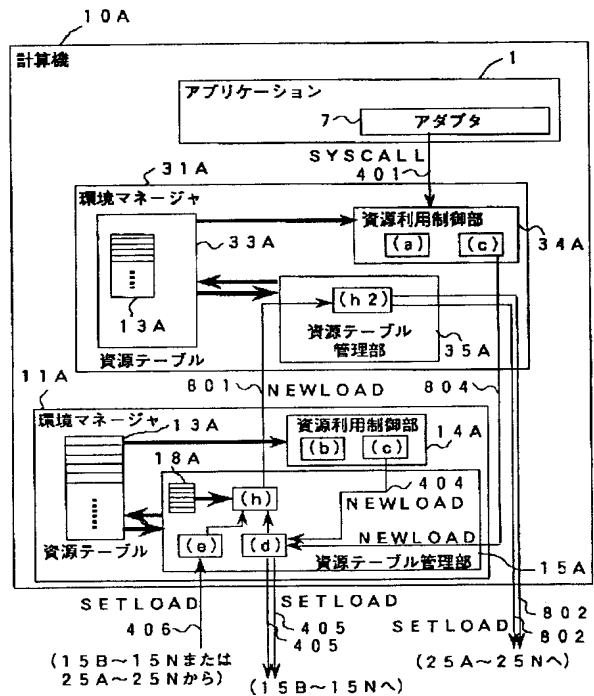 10A
計算機
1
アプリケーション
7
アダプタ
SYSCALL
401
31A
環境マネージャ
33A
資源利用制御部
(a)
(c)
34A
13A
(h2)
資源テーブル
管理部
35A
資源テーブル
11A
801
NEWLOAD
804
環境マネージャ
13A
資源利用制御部
(b)
(c)
14A
18A
404
NEWLOAD
(h)
NEWLOAD
(e)
(d)
資源テーブル
資源テーブル管理部
15A
SETLOAD
406
SETLOAD
405
405
802
SETLOAD
802
(15B～15Nまたは
25A～25Nから)
(15B～15Nへ)
(25A～25Nへ)